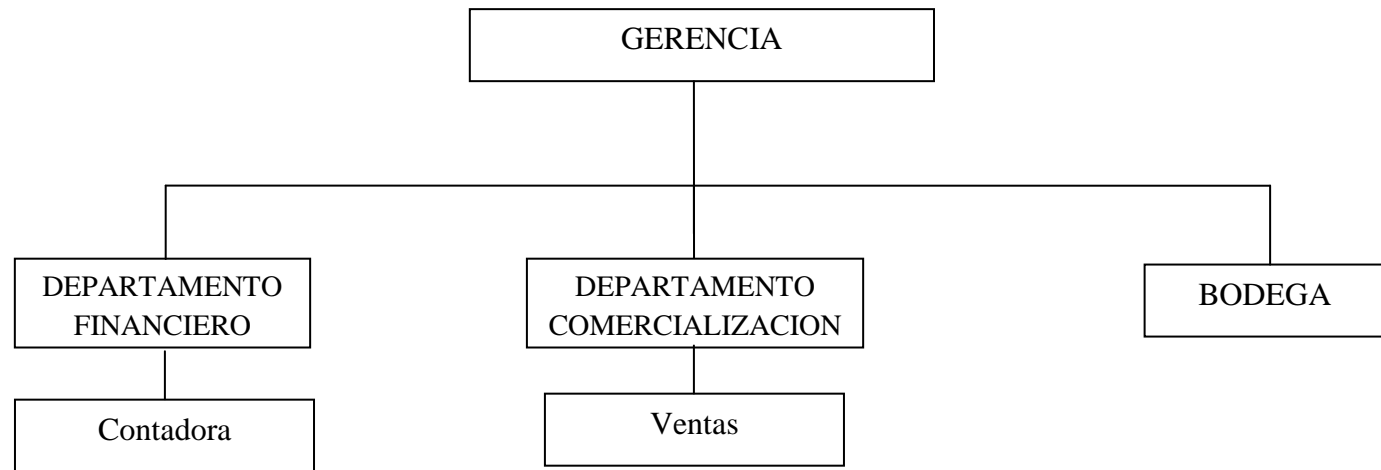 GERENCIA
DEPARTAMENTO
FINANCIERO
DEPARTAMENTO
COMERCIALIZACION
BODEGA
Contadora
Ventas